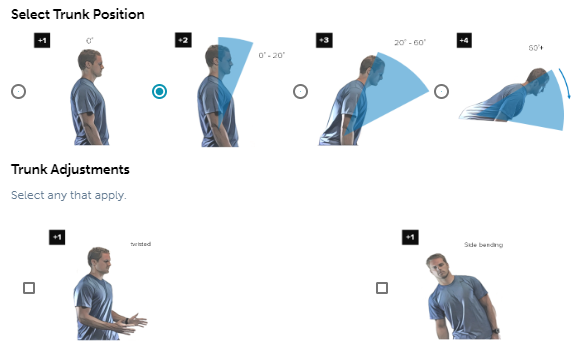 Select Trunk Position
+1 0° +2 0° - 20° +3 20° - 60° +4 60°+
Trunk Adjustments
Select any that apply.
+1 twisted +1 Side bending